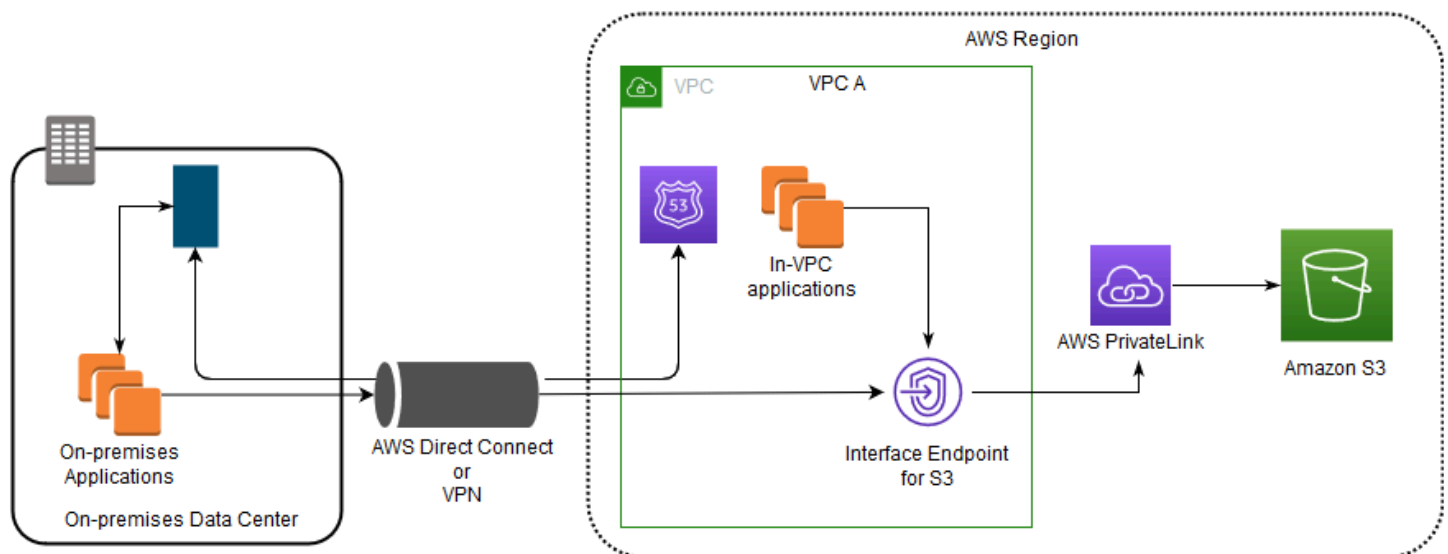 AWS Region
VPC
VPC A
53
In-VPC
applications
AWS PrivateLink
Amazon S3
On-premises
Applications
AWS Direct Connect
or
VPN
Interface Endpoint
for S3
On-premises Data Center